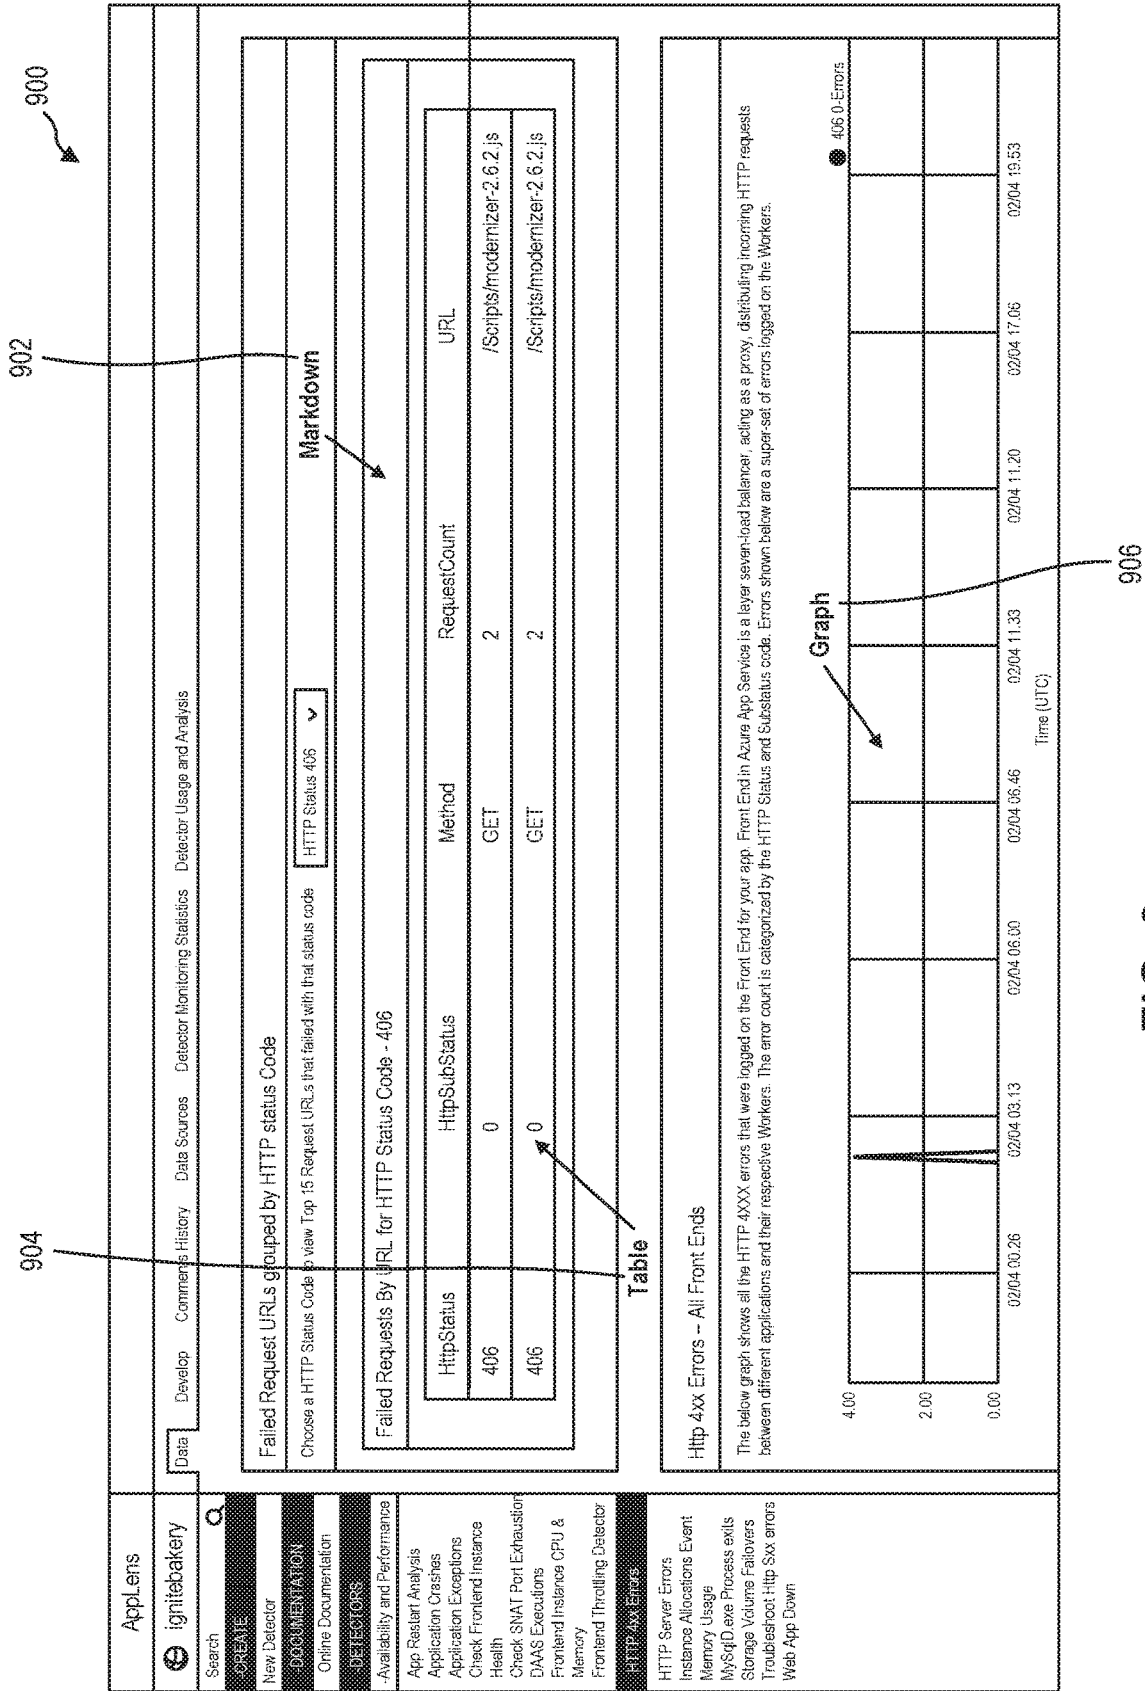 900
902
904
AppLens
ignitebakery
Search
CREATE
New Detector
DOCUMENTATION
Online Documentation
DETECTORS
-Availability and Performance
App Restart Analysis
Application Crashes
Application Exceptions
Check Frontend Instance
Health
Check SNAT Port Exhaustion
DAAS Executions
Frontend Instance CPU &
Memory
Frontend Throttling Detector
HTTP 4xx Errors
HTTP Server Errors
Instance Allocations Event
Memory Usage
MySqlD.exe Process exits
Storage Volume Failovers
Troubleshoot Http 5xx errors
Web App Down
Data Develop Comments History Data Sources Detector Monitoring Statistics Detector Usage and Analysis
Failed Request URLs grouped by HTTP status Code
Choose a HTTP Status Code to view Top 15 Request URLs that failed with that status code HTTP Status 406
Markdown
Failed Requests By URL for HTTP Status Code - 406
HttpStatus HttpSubStatus Method RequestCount URL
406 0 GET 2 /Scripts/modernizer-2.6.2.js
406 0 GET 2 /Scripts/modernizer-2.6.2.js
Table
Http 4xx Errors – All Front Ends
The below graph shows all the HTTP 4XXX errors that were logged on the Front End for your app. Front End in Azure App Service is a layer seven-load balancer, acting as a proxy, distributing incoming HTTP requests
between different applications and their respective Workers. The error count is categorized by the HTTP Status and Substatus code. Errors shown below are a super-set of errors logged on the Workers.
Graph
406 0-Errors
4.00
2.00
0.00
02/04 00.26 02/04 03.13 02/04 06.00 02/04 06.46 02/04 11.33 02/04 11.20 02/04 17.06 02/04 19.53
Time (UTC)
906